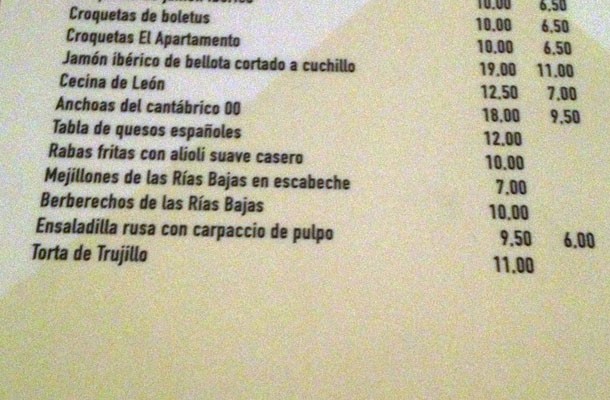 10.00 6.50
Croquetas de boletus 10.00 6.50
Croquetas El Apartamento 10.00 6.50
Jamón ibérico de bellota cortado a cuchillo 19.00 11.00
Cecina de León 12.50 7.00
Anchoas del cantábrico 00 18.00 9.50
Tabla de quesos españoles 12.00
Rabas fritas con alioli suave casero 10.00
Mejillones de las Rías Bajas en escabeche 7.00
Berberechos de las Rías Bajas 10.00
Ensaladilla rusa con carpaccio de pulpo 9.50 6.00
Torta de Trujillo 11.00